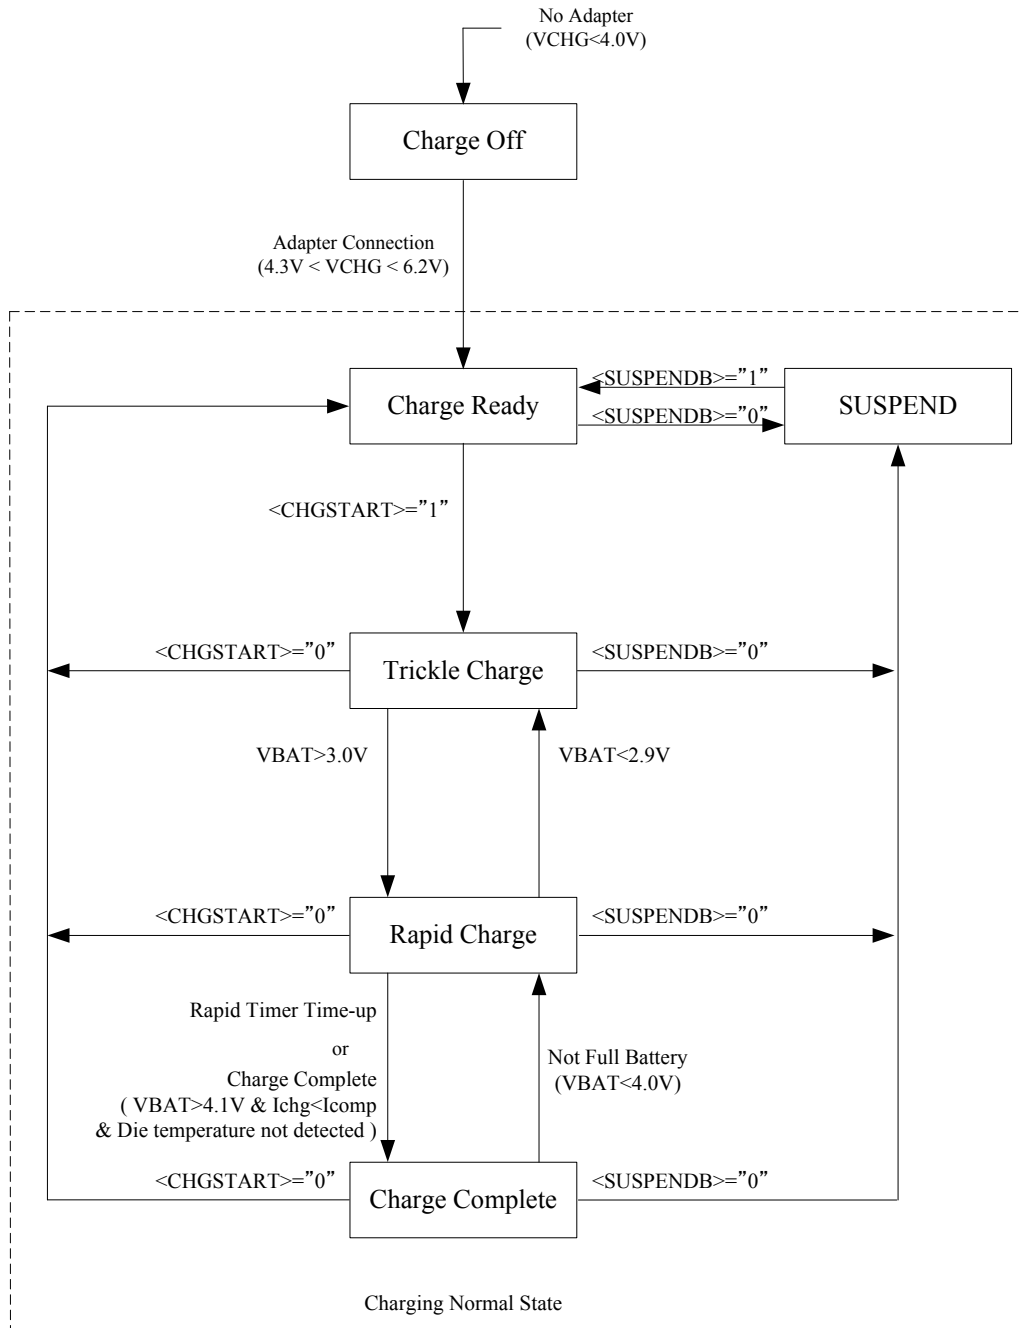 No Adapter
(VCHG<4.0V)
Charge Off
Adapter Connection
(4.3V < VCHG < 6.2V)
<SUSPENDB>=”1”
Charge Ready
SUSPEND
<SUSPENDB>=”0”
<CHGSTART>=”1”
<CHGSTART>=”0”
<SUSPENDB>=”0”
Trickle Charge
VBAT>3.0V
VBAT<2.9V
<CHGSTART>=”0”
<SUSPENDB>=”0”
Rapid Charge
Rapid Timer Time-up
or
Charge Complete
( VBAT>4.1V & Ichg<Icomp
& Die temperature not detected )
Not Full Battery
(VBAT<4.0V)
<CHGSTART>=”0”
<SUSPENDB>=”0”
Charge Complete
Charging Normal State